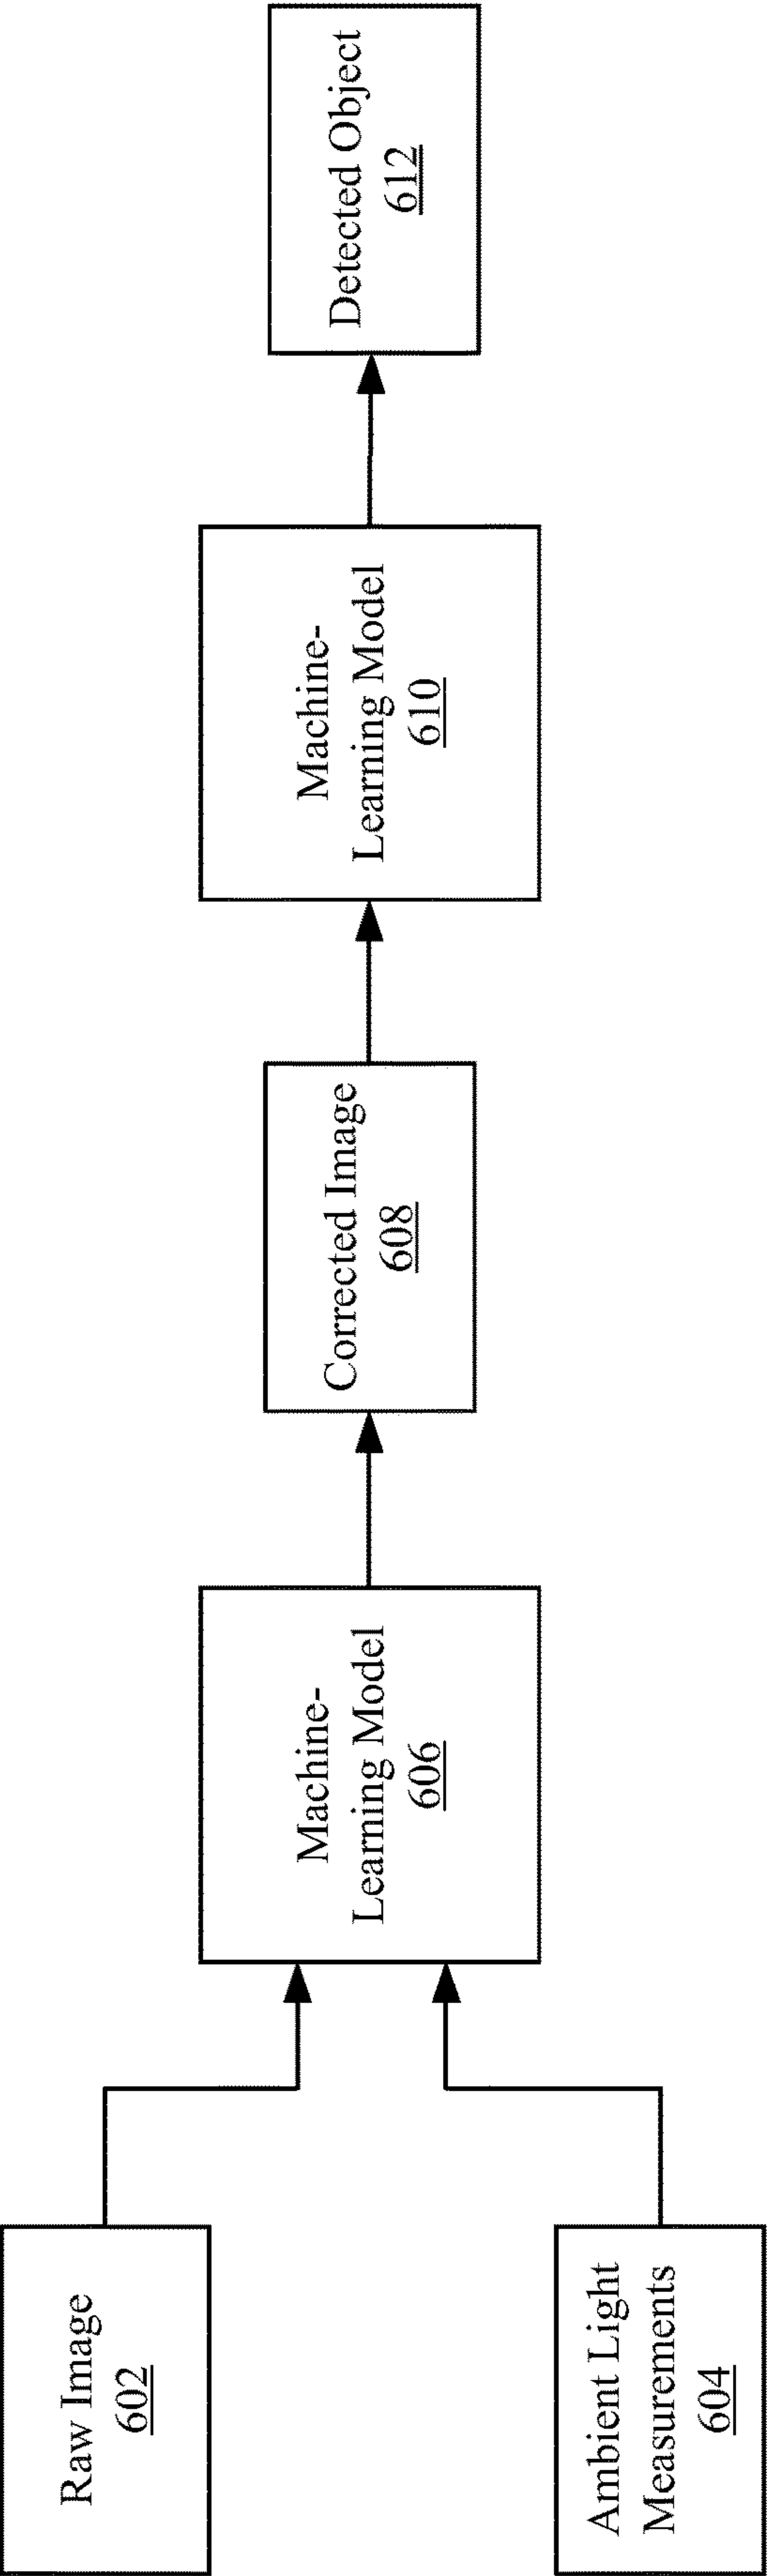 Raw Image
602
Ambient Light
Measurements
604
Machine-
Learning Model
606
Corrected Image
608
Machine-
Learning Model
610
Detected Object
612